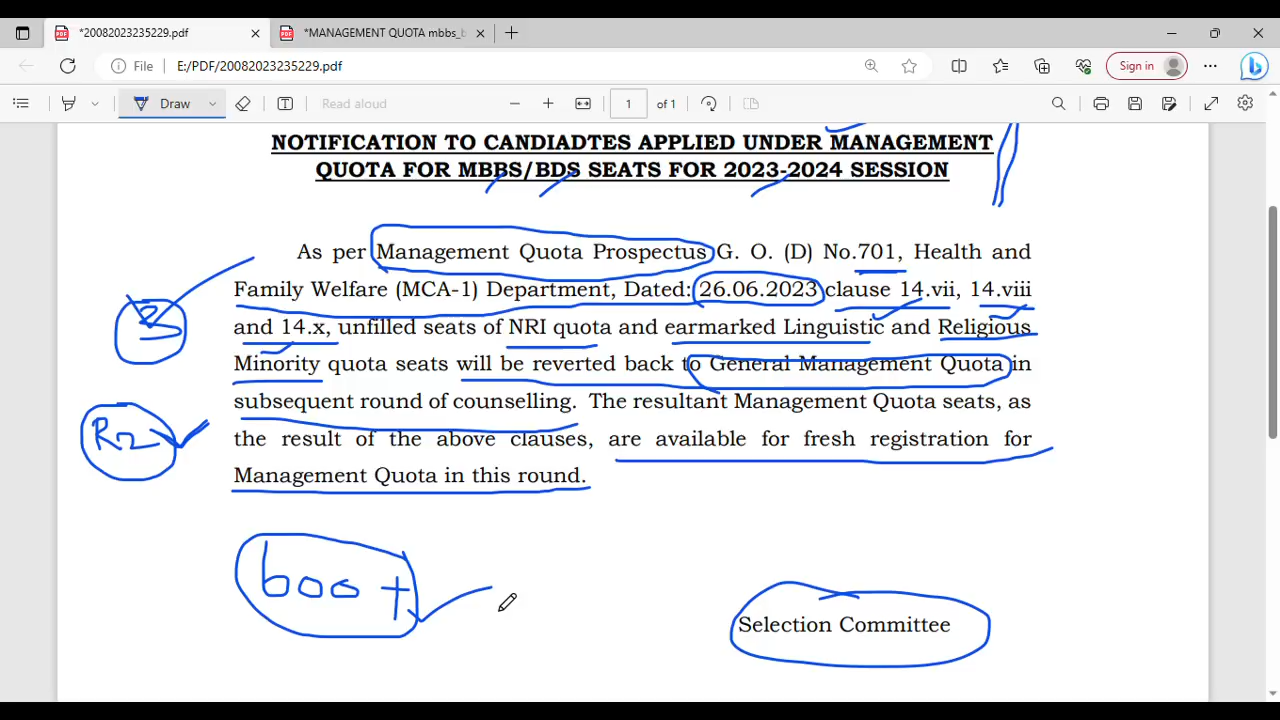 *20082023235229.pdf
*MANAGEMENT QUOTA mbbs_b
File E:/PDF/20082023235229.pdf
Sign in
Draw
Read aloud
1 of 1
NOTIFICATION TO CANDIADTES APPLIED UNDER MANAGEMENT
QUOTA FOR MBBS/BDS SEATS FOR 2023-2024 SESSION
As per Management Quota Prospectus G. O. (D) No.701, Health and
Family Welfare (MCA-1) Department, Dated: 26.06.2023 clause 14.vii, 14.viii
and 14.x, unfilled seats of NRI quota and earmarked Linguistic and Religious
Minority quota seats will be reverted back to General Management Quota in
subsequent round of counselling. The resultant Management Quota seats, as
the result of the above clauses, are available for fresh registration for
Management Quota in this round.
R2
600 +
Selection Committee